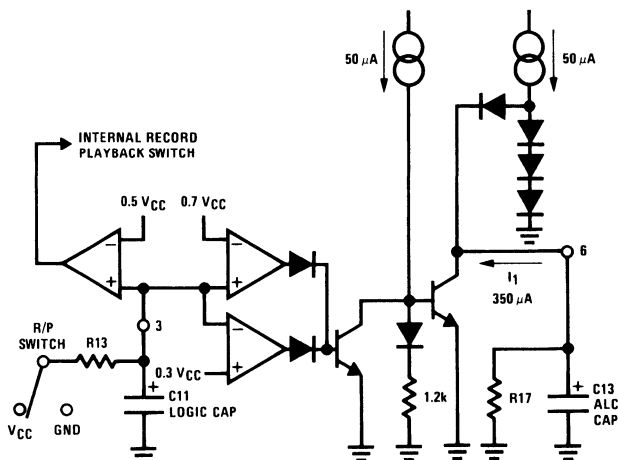 50 µA
50 µA
INTERNAL RECORD
PLAYBACK SWITCH
0.5 VCC
0.7 VCC
−
+
−
+
−
+
6
I1
350 µA
3
R/P
SWITCH
R13
0.3 VCC
+
C11
LOGIC CAP
VCC
GND
1.2k
R17
+
C13
ALC
CAP